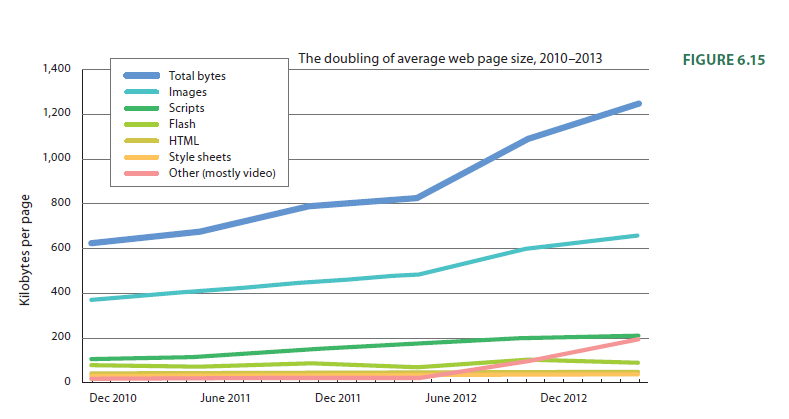 The doubling of average web page size, 2010–2013
FIGURE 6.15
1,400
1,200
1,000
800
600
400
200
0
Kilobytes per page
Total bytes
Images
Scripts
Flash
HTML
Style sheets
Other (mostly video)
Dec 2010 June 2011 Dec 2011 June 2012 Dec 2012